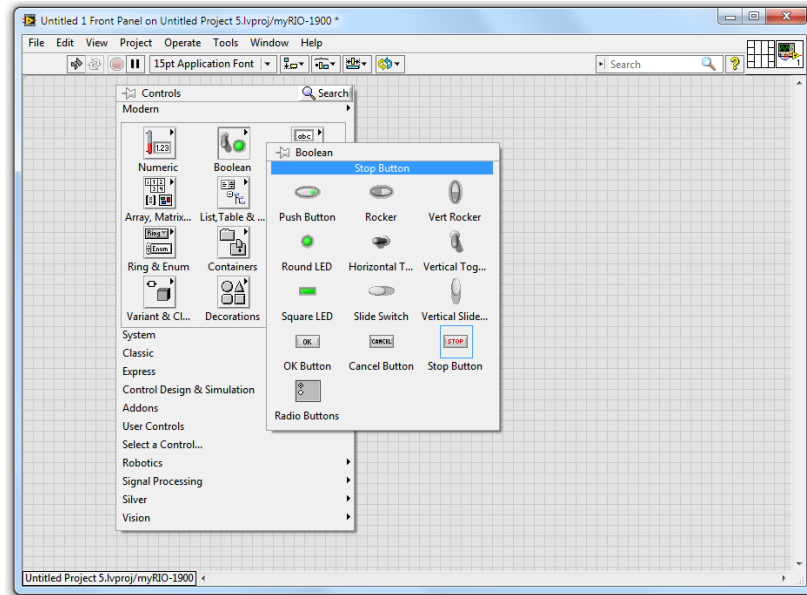 Untitled 1 Front Panel on Untitled Project 5.lvproj/myRIO-1900 *
File Edit View Project Operate Tools Window Help
15pt Application Font
Search
?
1
Controls
Search
Modern
1.23
abc
Numeric
Boolean
Array, Matrix...
List, Table & ...
Ring
Enum
Ring & Enum
Containers
Variant & Cl...
Decorations
System
Classic
Express
Control Design & Simulation
Addons
User Controls
Select a Control...
Robotics
Signal Processing
Silver
Vision
Boolean
Stop Button
Push Button
Rocker
Vert Rocker
Round LED
Horizontal T...
Vertical Tog...
Square LED
Slide Switch
Vertical Slide...
OK
CANCEL
STOP
OK Button
Cancel Button
Stop Button
Radio Buttons
Untitled Project 5.lvproj/myRIO-1900